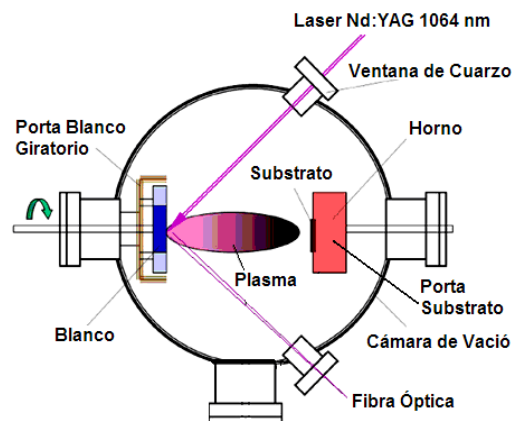 Laser Nd:YAG 1064 nm
Ventana de Cuarzo
Porta Blanco
Giratorio
Horno
Substrato
Plasma
Porta
Substrato
Blanco
Cámara de Vació
Fibra Óptica